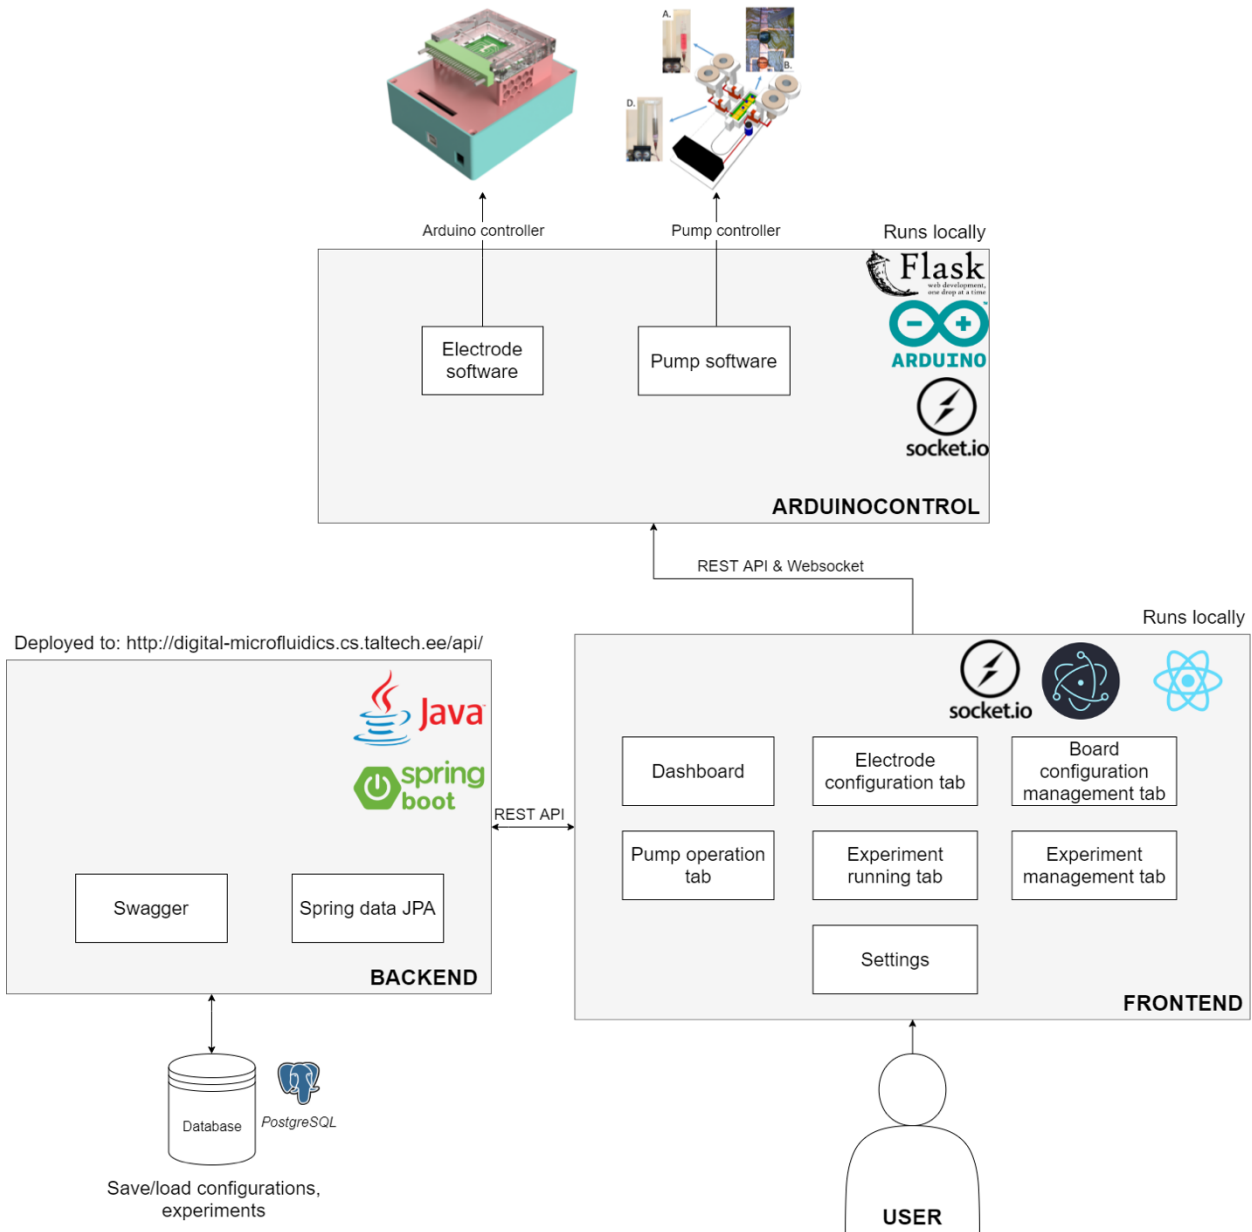 A.
B.
D.
Arduino controller
Pump controller
Runs locally
Flask
web development,
one drop at a time
Electrode
software
Pump software
ARDUINO
socket.io
ARDUINOCONTROL
REST API & Websocket
Runs locally
Deployed to: http://digital-microfluidics.cs.taltech.ee/api/
Java
spring
boot
Swagger
Spring data JPA
BACKEND
REST API
socket.io
Dashboard
Electrode
configuration tab
Board
configuration
management tab
Pump operation
tab
Experiment
running tab
Experiment
management tab
Settings
FRONTEND
Database
PostgreSQL
Save/load configurations,
experiments
USER